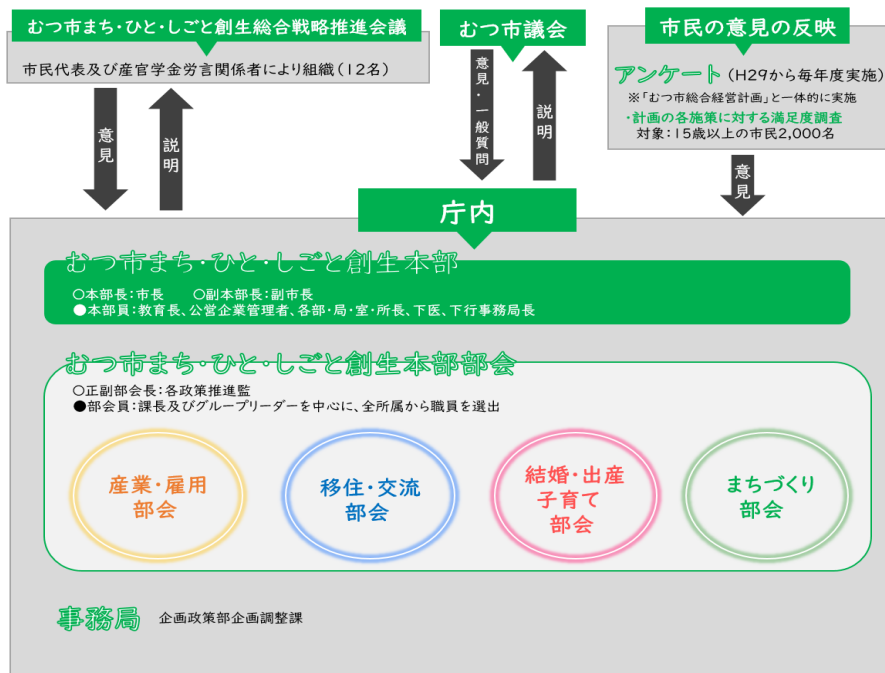 むつ市まち・ひと・しごと創生総合戦略推進会議
市民代表及び産官学金労言関係者により組織(12名)
意見
説明
むつ市議会
意見・一般質問
説明
市民の意見の反映
アンケート(H29から毎年度実施)
※「むつ市総合経営計画」と一体的に実施
・計画の各施策に対する満足度調査
対象:15歳以上の市民2,000名
意見
庁内
むつ市まち・ひと・しごと創生本部
○本部長:市長 ○副本部長:副市長
●本部員:教育長、公営企業管理者、各部・局・室・所長、下医、下行事務局長
むつ市まち・ひと・しごと創生本部部会
○正副部会長:各政策推進監
●部会員:課長及びグループリーダーを中心に、全所属から職員を選出
産業・雇用
部会
移住・交流
部会
結婚・出産
子育て
部会
まちづくり
部会
事務局 企画政策部企画調整課